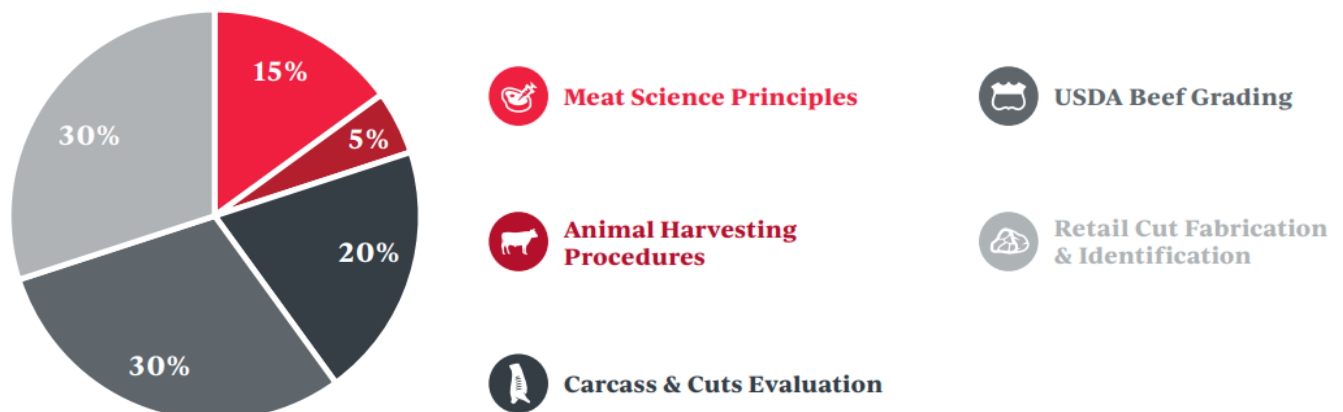 15%
5%
20%
30%
30%
Meat Science Principles
Animal Harvesting
Procedures
Carcass & Cuts Evaluation
USDA Beef Grading
Retail Cut Fabrication
& Identification